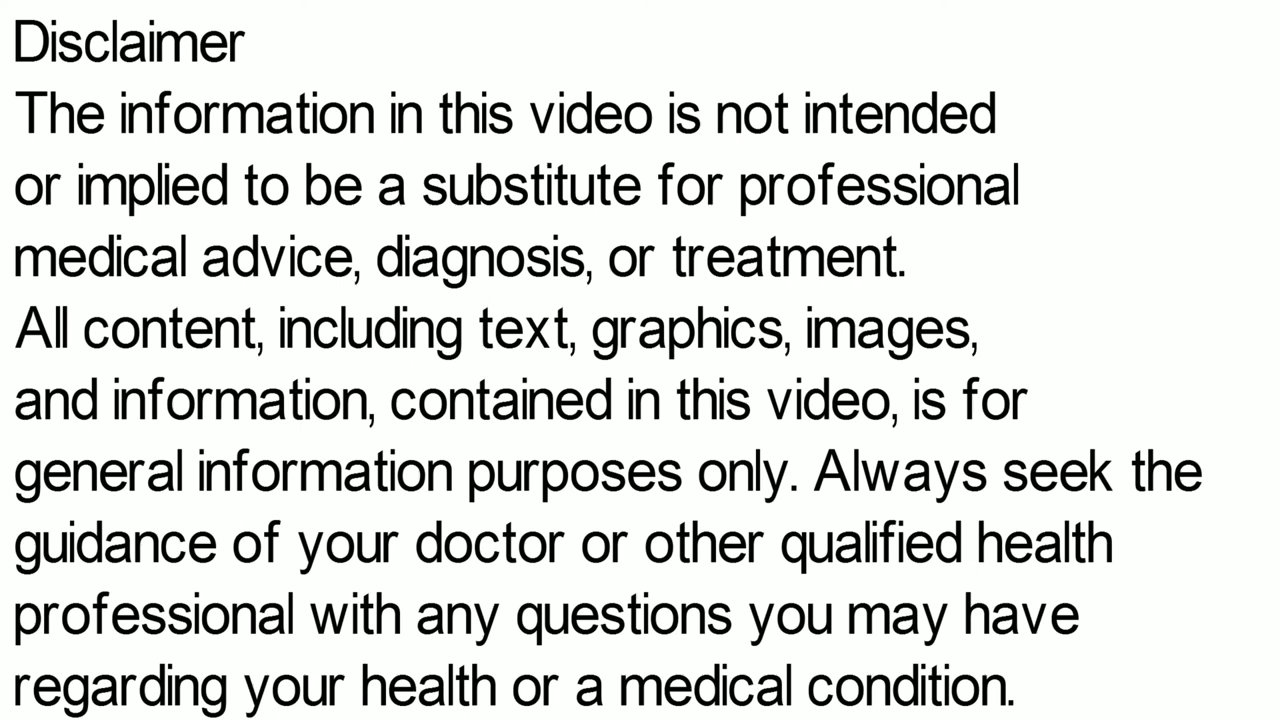 Disclaimer
The information in this video is not intended
or implied to be a substitute for professional
medical advice, diagnosis, or treatment.
All content, including text, graphics, images,
and information, contained in this video, is for
general information purposes only. Always seek the
guidance of your doctor or other qualified health
professional with any questions you may have
regarding your health or a medical condition.